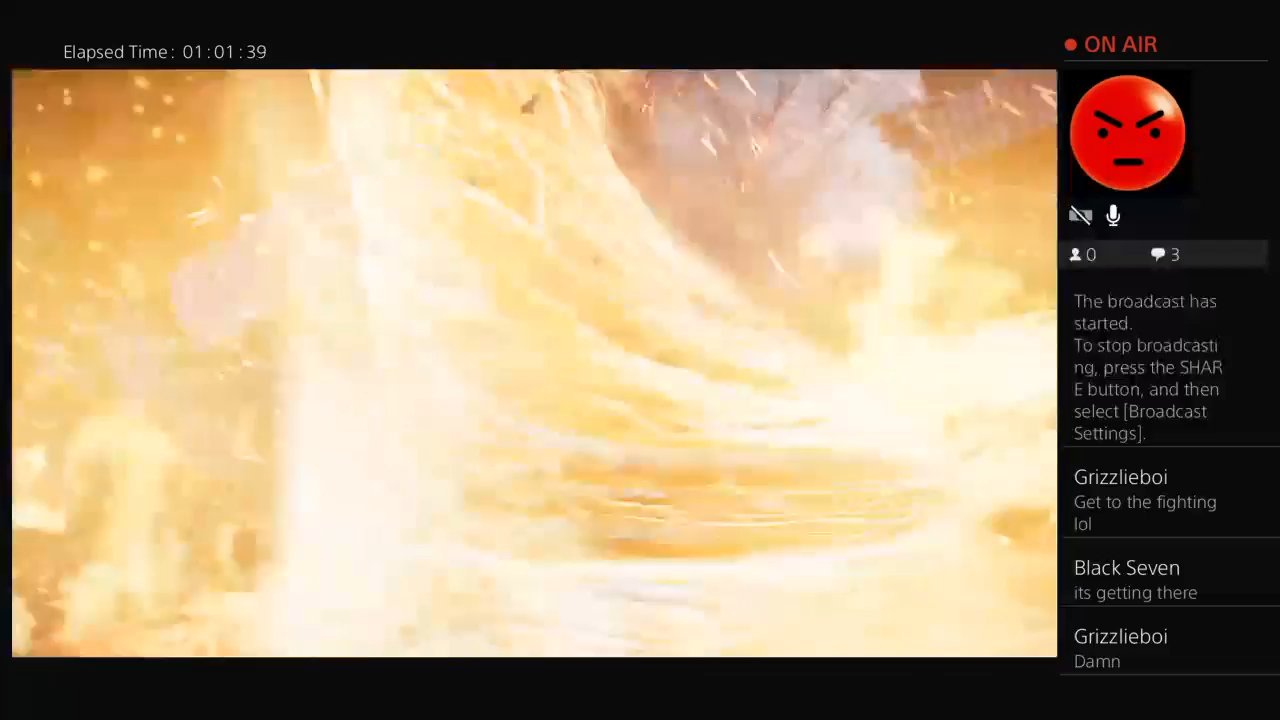 Elapsed Time: 01:01:39
ON AIR
0 3
The broadcast has
started.
To stop broadcasti
ng, press the SHAR
E button, and then
select [Broadcast
Settings].
Grizzlieboi
Get to the fighting
lol
Black Seven
its getting there
Grizzlieboi
Damn